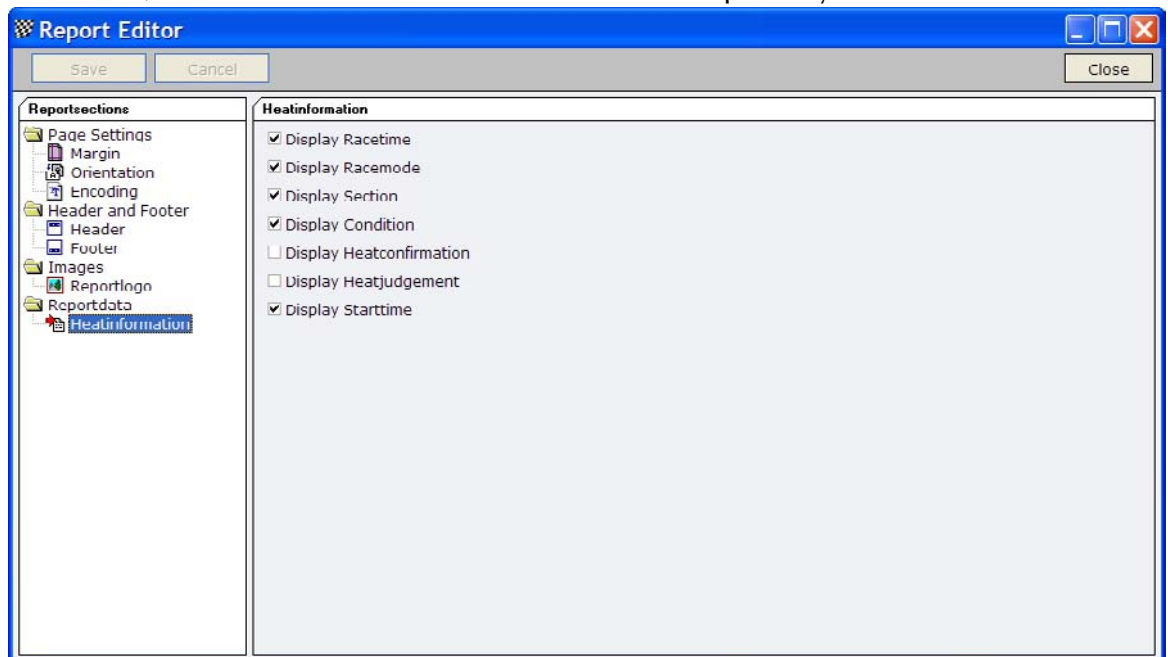 Report Editor
Save Cancel Close
Reportsections
Page Settings
Margin
Orientation
Encoding
Header and Footer
Header
Footer
Images
Reportlogo
Reportdata
Heatinformation
Heatinformation
Display Racetime
Display Racemode
Display Section
Display Condition
Display Heatconfirmation
Display Heatjudgement
Display Starttime